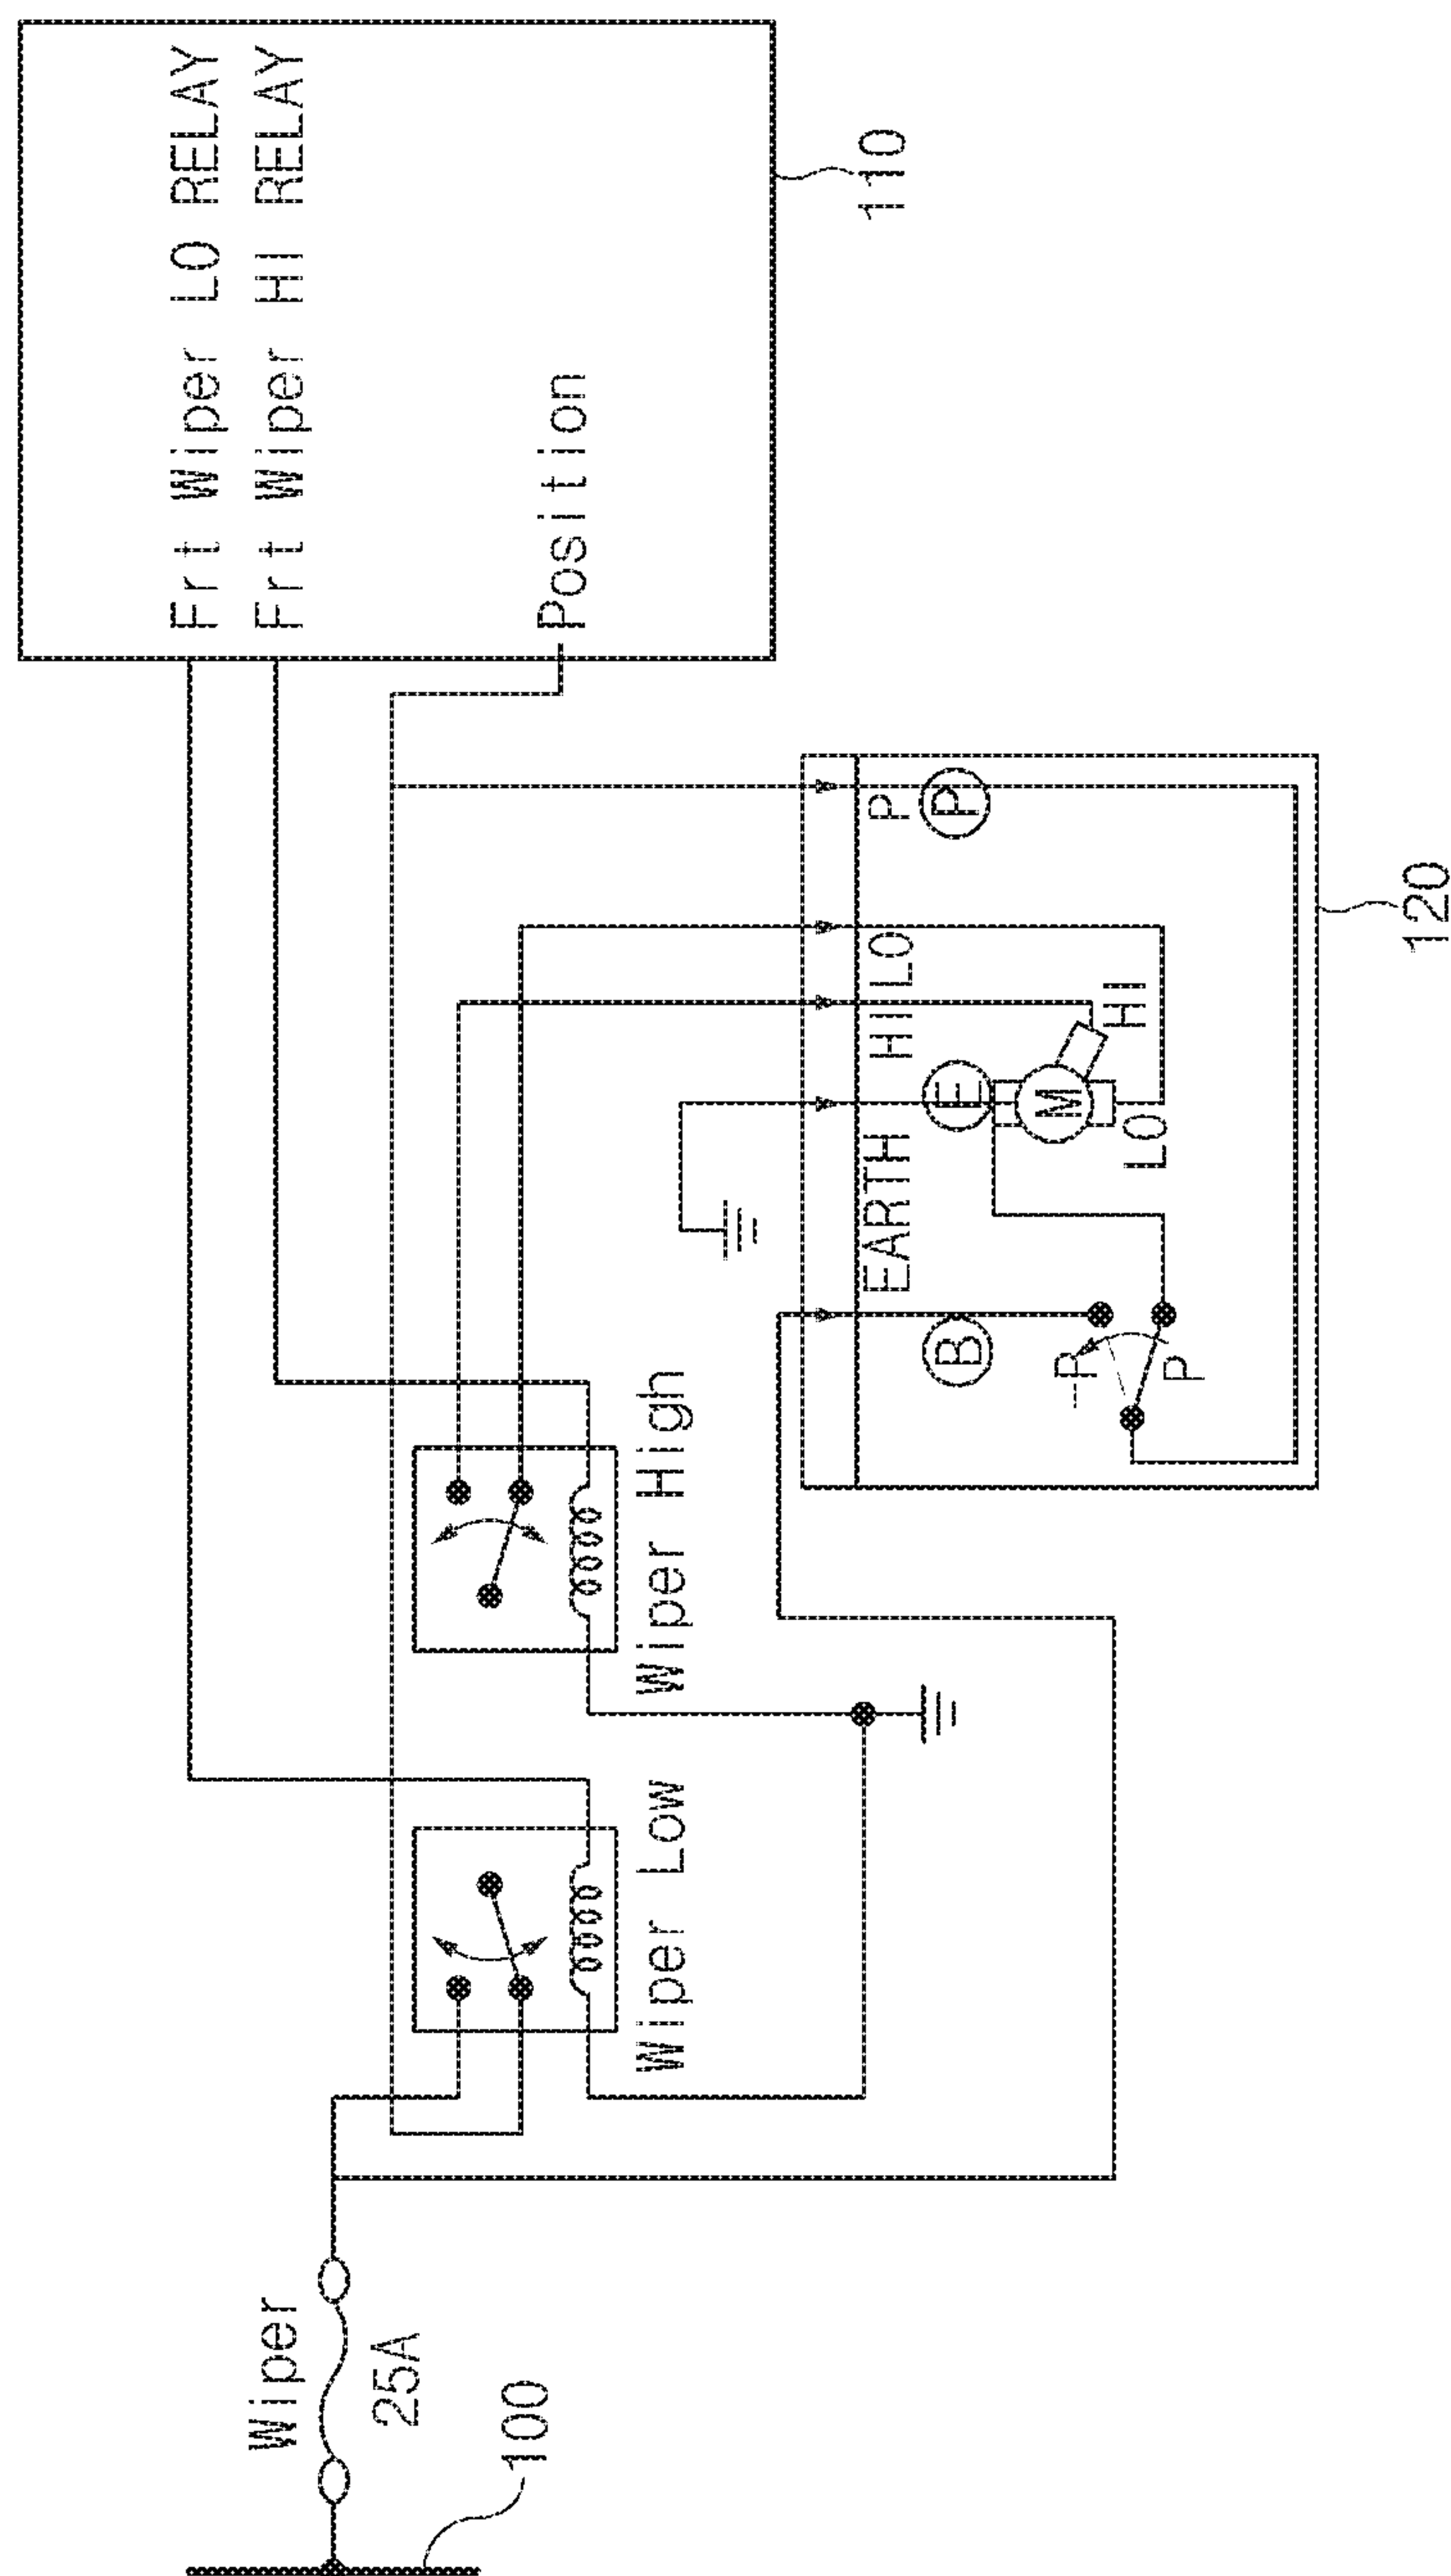 Frt Wiper LO RELAY
Frt Wiper HI RELAY
Position
110
Wiper
25A
100
Wiper Low
Wiper High
EARTH
HI
LO
P
B
E
P
M
HI
LO
P
P
120